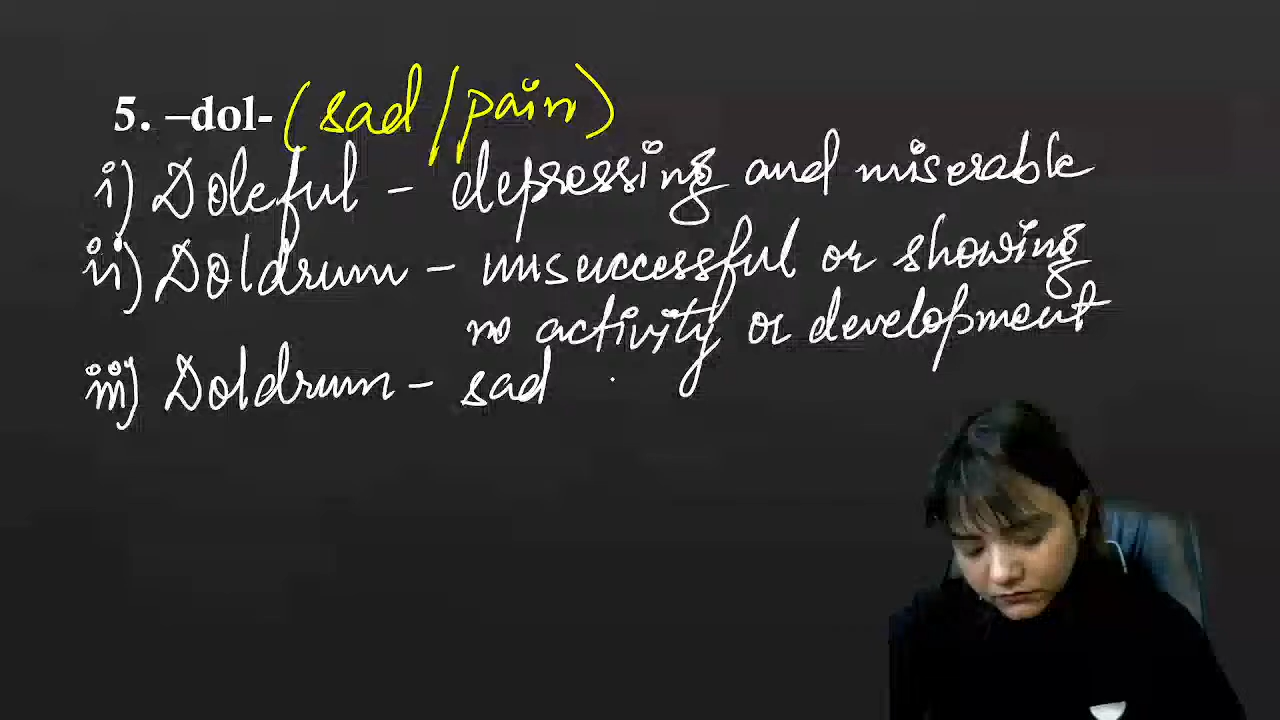 5. –dol- (sad/pain)
i) Doleful - depressing and miserable
ii) Doldrum - unsuccessful or showing
no activity or development
iii) Doldrum - sad